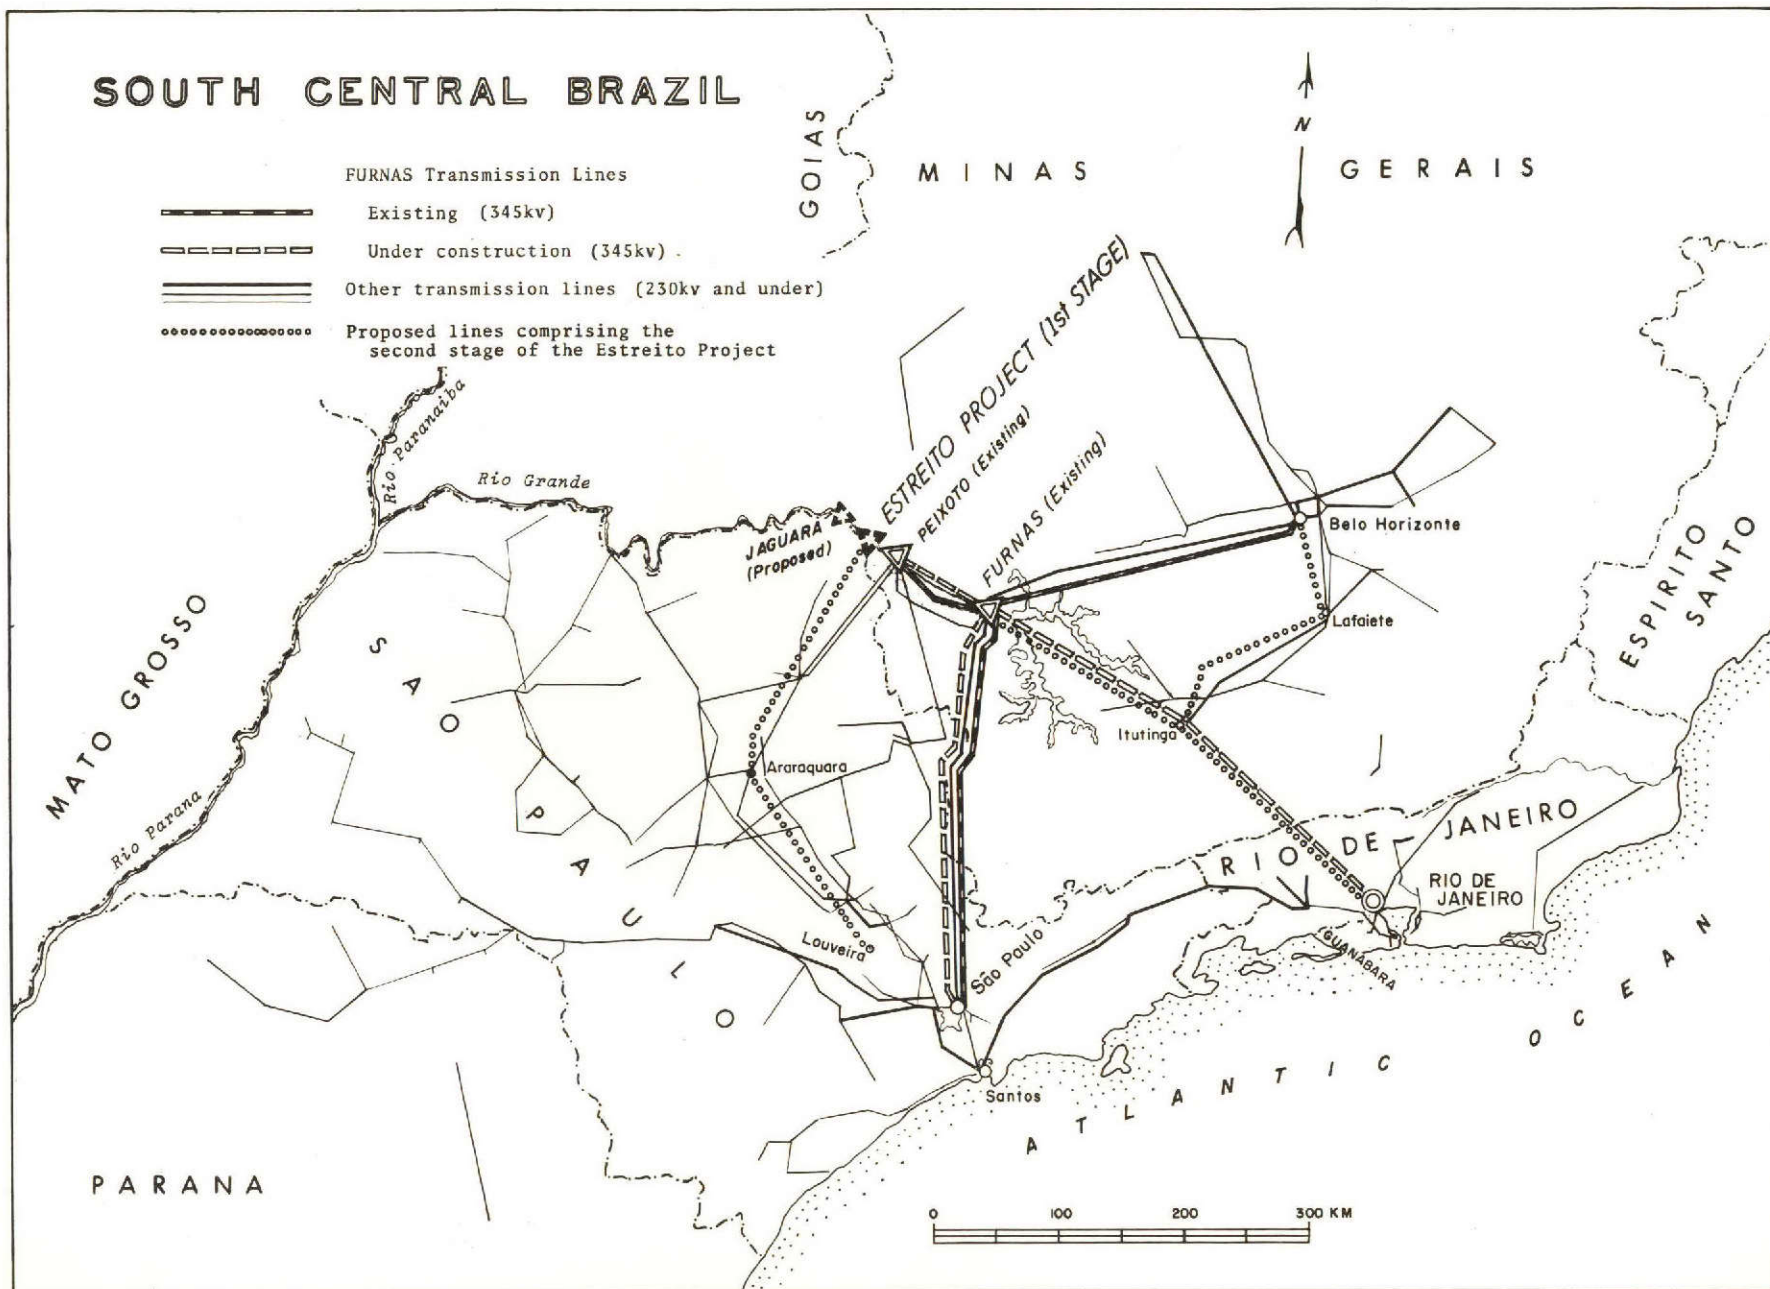 SOUTH CENTRAL BRAZIL
FURNAS Transmission Lines
Existing (345kv)
Under construction (345kv)
Other transmission lines (230kv and under)
Proposed lines comprising the
second stage of the Estreito Project
GOIAS
MINAS GERAIS
N
ESPIRITO
SANTO
MATO GROSSO
Rio Paranaiba
Rio Grande
Rio Parana
JAGUARA
(Proposed)
ESTREITO PROJECT (1st STAGE)
PEIXOTO (Existing)
FURNAS (Existing)
Belo Horizonte
Lafaiete
Itutinga
Araraquara
SAO PAULO
Louveira
São Paulo
Santos
RIO DE JANEIRO
RIO DE
JANEIRO
GUANABARA
ATLANTIC OCEAN
PARANA
0 100 200 300 KM